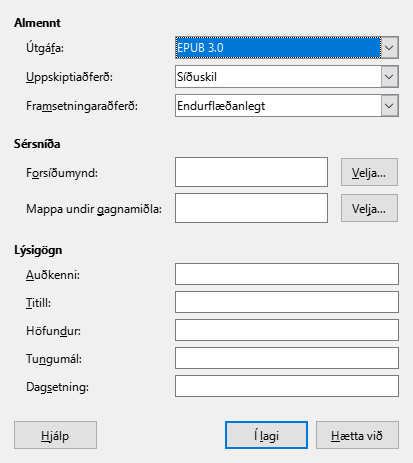 Almennt
Útgáfa: EPUB 3.0
Uppskiptiaðferð: Síðuskil
Framsetningaraðferð: Endurflæðanlegt
Sérsníða
Forsíðumynd: Velja...
Mappa undir gagnamiðla: Velja...
Lýsigögn
Auðkenni:
Titill:
Höfundur:
Tungumál:
Dagsetning:
Hjálp Í lagi Hætta við